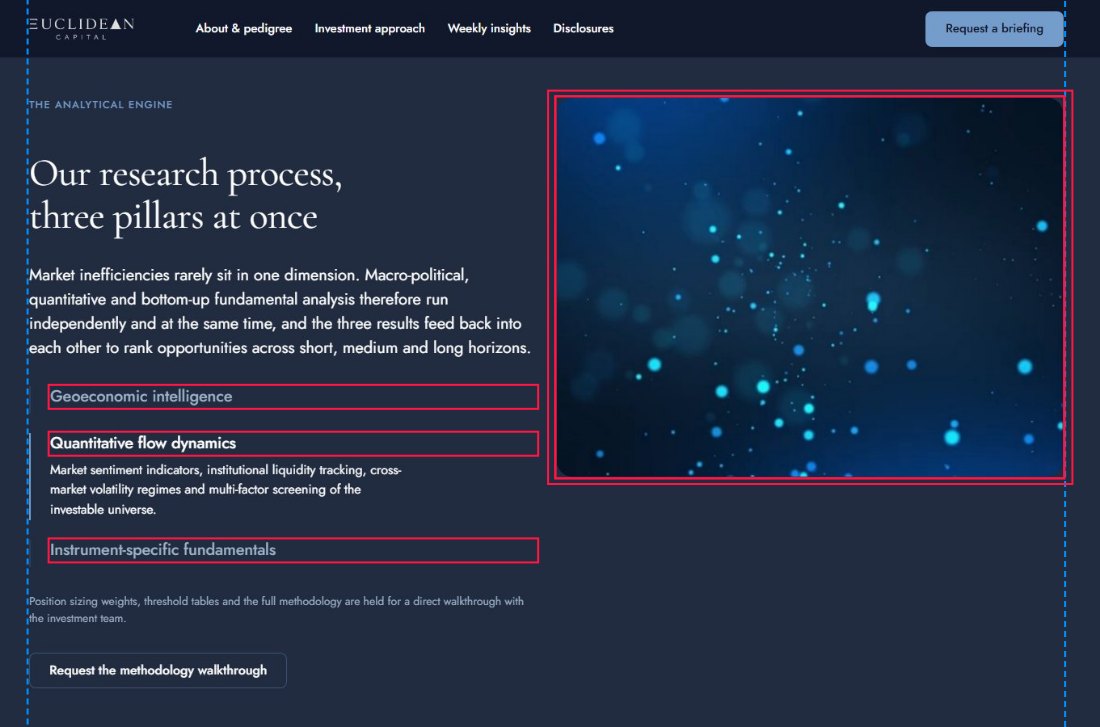 EUCLIDEAN
CAPITAL
About & pedigree
Investment approach
Weekly insights
Disclosures
Request a briefing
THE ANALYTICAL ENGINE
Our research process,
three pillars at once
Market inefficiencies rarely sit in one dimension. Macro-political,
quantitative and bottom-up fundamental analysis therefore run
independently and at the same time, and the three results feed back into
each other to rank opportunities across short, medium and long horizons.
Geoeconomic intelligence
Quantitative flow dynamics
Market sentiment indicators, institutional liquidity tracking, cross-
market volatility regimes and multi-factor screening of the
investable universe.
Instrument-specific fundamentals
Position sizing weights, threshold tables and the full methodology are held for a direct walkthrough with
the investment team.
Request the methodology walkthrough